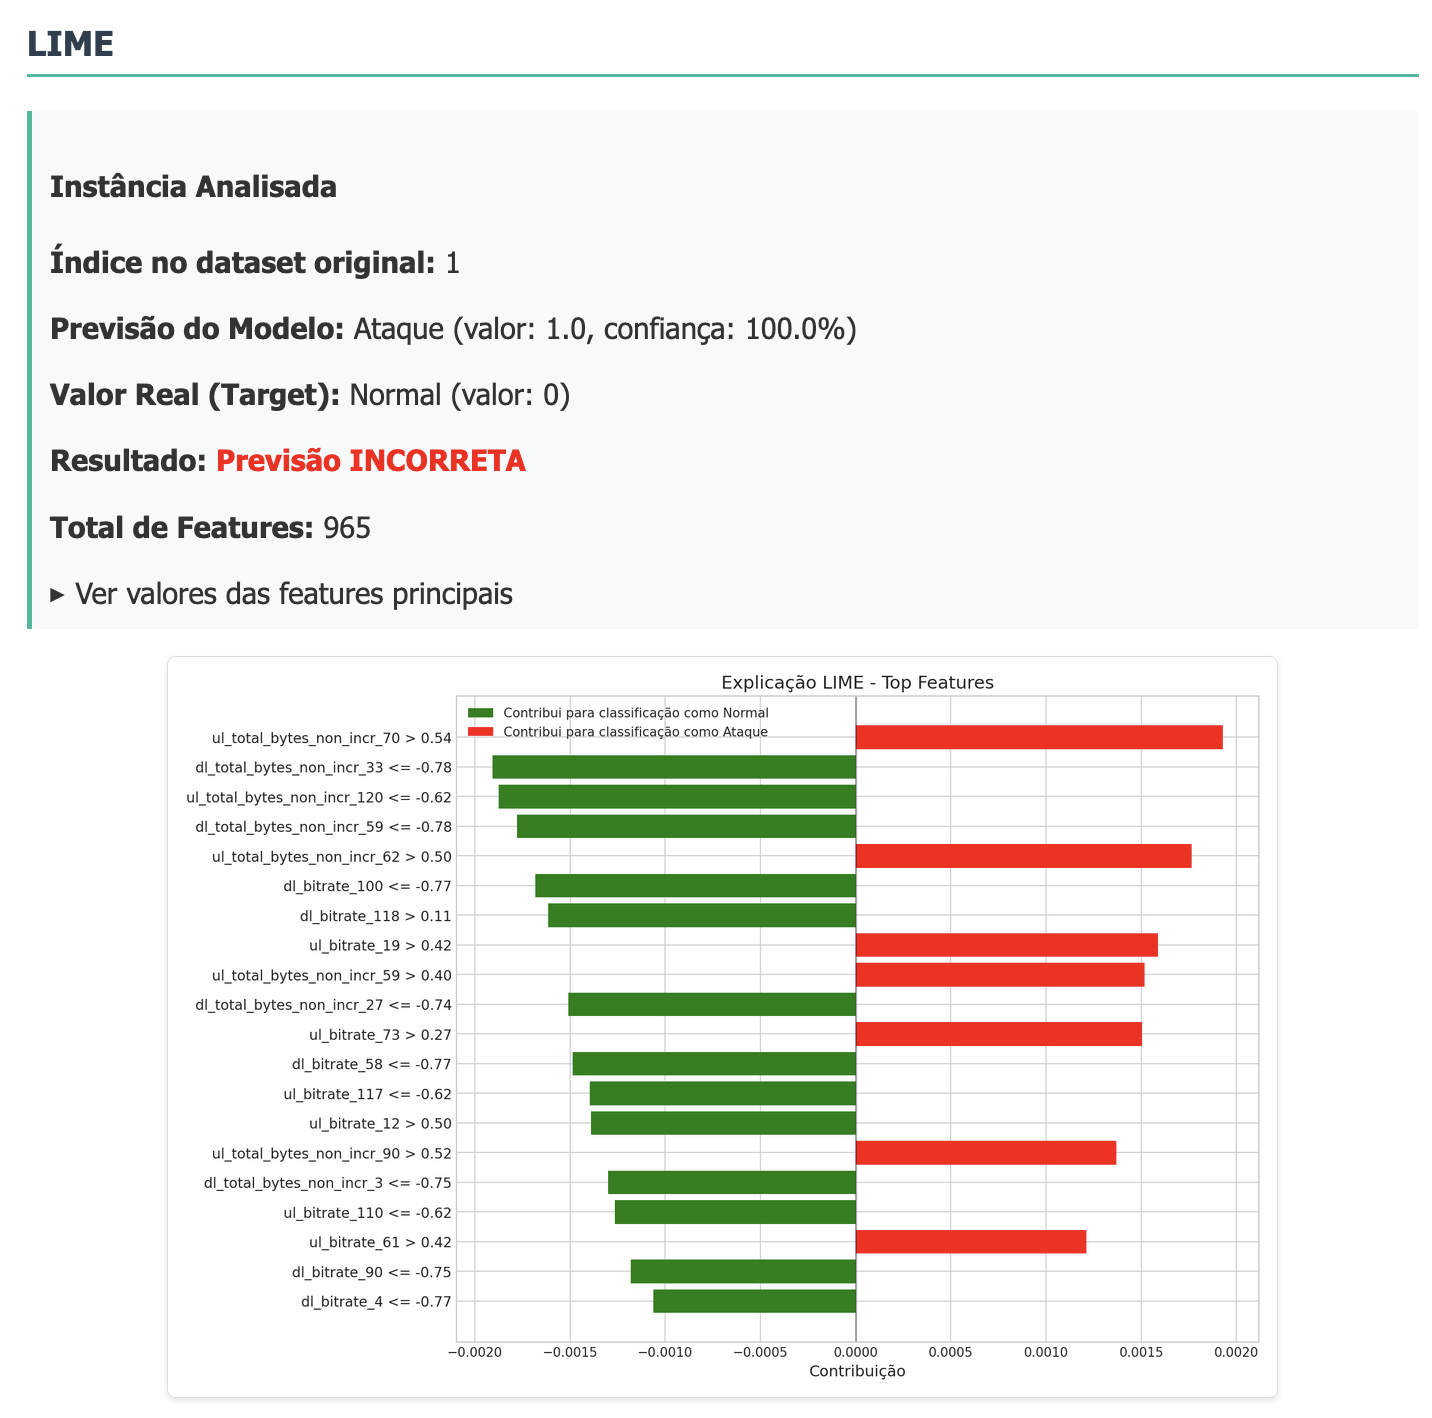 LIME
Instância Analisada
Índice no dataset original: 1
Previsão do Modelo: Ataque (valor: 1.0, confiança: 100.0%)
Valor Real (Target): Normal (valor: 0)
Resultado: Previsão INCORRETA
Total de Features: 965
▸ Ver valores das features principais
Explicação LIME - Top Features
Contribui para classificação como Normal
Contribui para classificação como Ataque
ul_total_bytes_non_incr_70 > 0.54
dl_total_bytes_non_incr_33 <= -0.78
ul_total_bytes_non_incr_120 <= -0.62
dl_total_bytes_non_incr_59 <= -0.78
ul_total_bytes_non_incr_62 > 0.50
dl_bitrate_100 <= -0.77
dl_bitrate_118 > 0.11
ul_bitrate_19 > 0.42
ul_total_bytes_non_incr_59 > 0.40
dl_total_bytes_non_incr_27 <= -0.74
ul_bitrate_73 > 0.27
dl_bitrate_58 <= -0.77
ul_bitrate_117 <= -0.62
ul_bitrate_12 > 0.50
ul_total_bytes_non_incr_90 > 0.52
dl_total_bytes_non_incr_3 <= -0.75
ul_bitrate_110 <= -0.62
ul_bitrate_61 > 0.42
dl_bitrate_90 <= -0.75
dl_bitrate_4 <= -0.77
−0.0020 −0.0015 −0.0010 −0.0005 0.0000 0.0005 0.0010 0.0015 0.0020
Contribuição